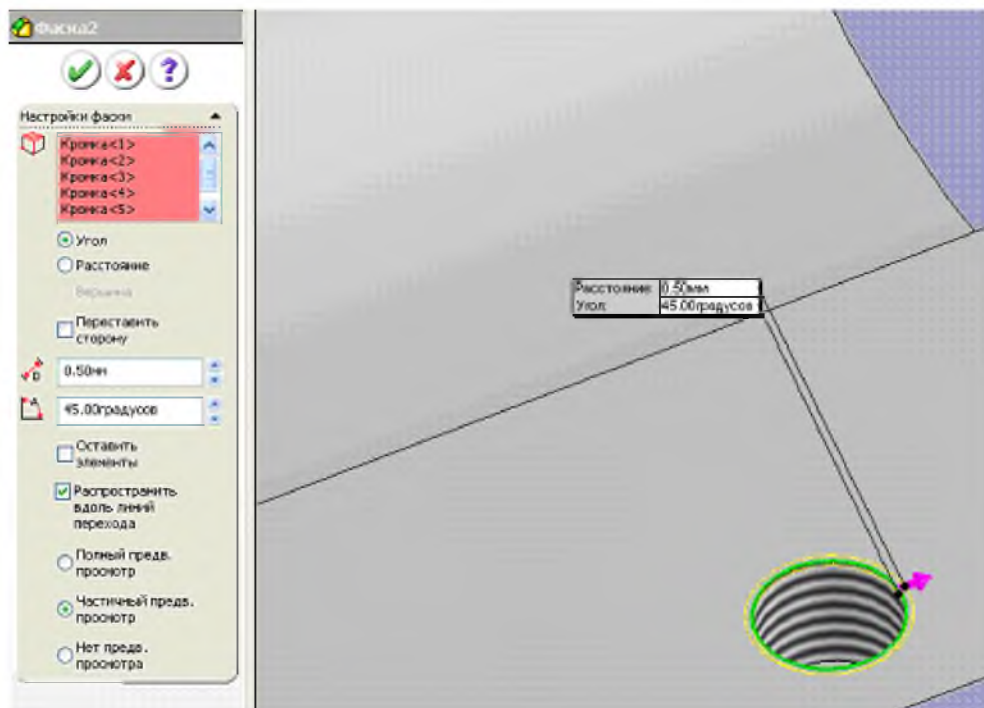 Фаска2
?
Настройки фаски
Кромка<1>
Кромка<2>
Кромка<3>
Кромка<4>
Кромка<5>
Угол
Расстояние
Вершина
Переставить
сторону
D
0.50мм
A
45.00градусов
Оставить
элементы
Распространить
вдоль линий
перехода
Полный предв.
просмотр
Частичный предв.
просмотр
Нет предв.
просмотра
Расстояние: 0.50мм
Угол: 45.00градусов